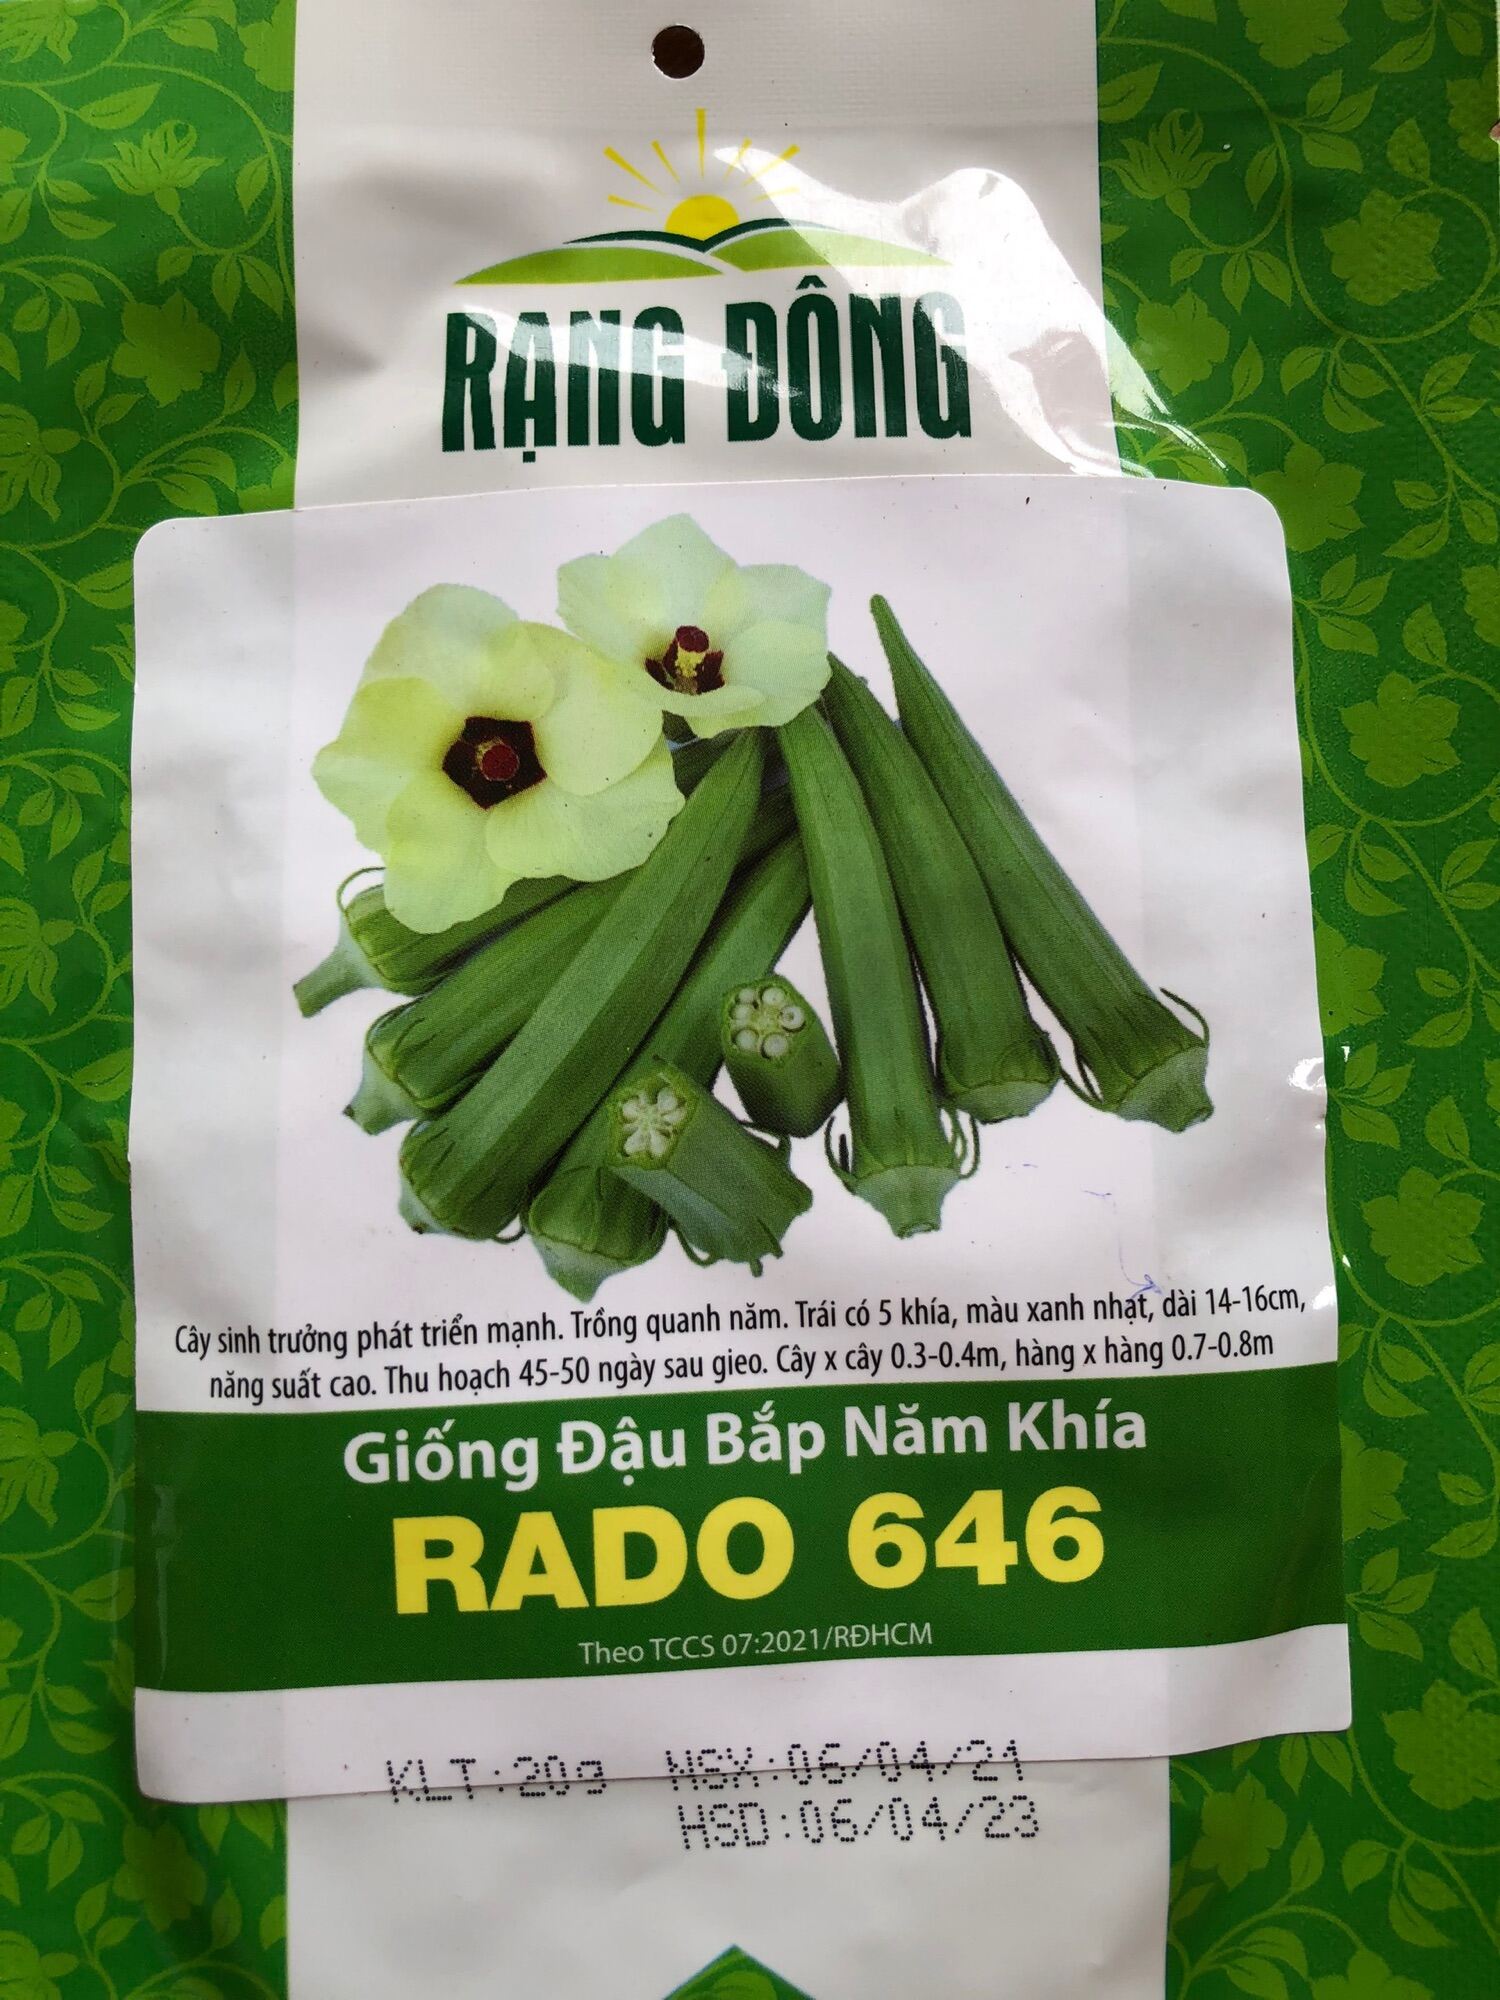 RẠNG ĐÔNG
Cây sinh trưởng phát triển mạnh. Trồng quanh năm. Trái có 5 khía, màu xanh nhạt, dài 14-16cm,
năng suất cao. Thu hoạch 45-50 ngày sau gieo. Cây x cây 0.3-0.4m, hàng x hàng 0.7-0.8m
Giống Đậu Bắp Năm Khía
RADO 646
Theo TCCS 07:2021/RĐHCM
KLT:20g NSX:06/04/21
HSD:06/04/23